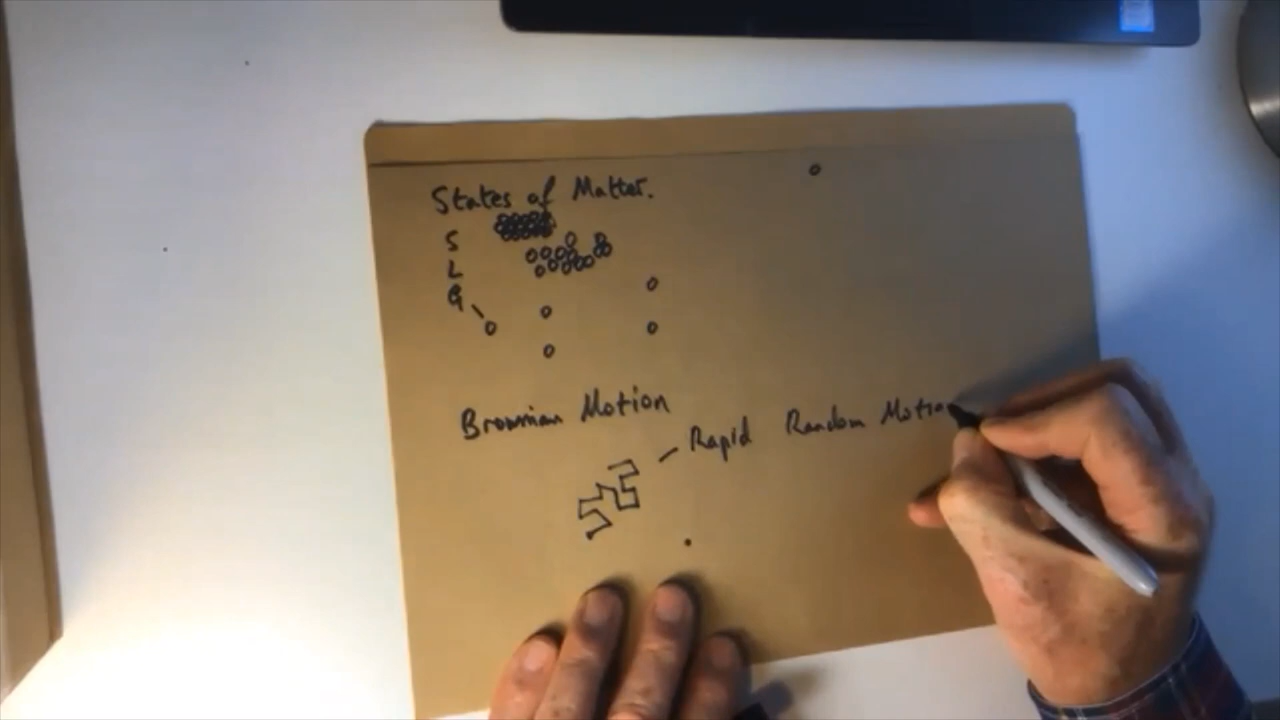 States of Matter.
S
L
G
Brownian Motion
Rapid Random Motion